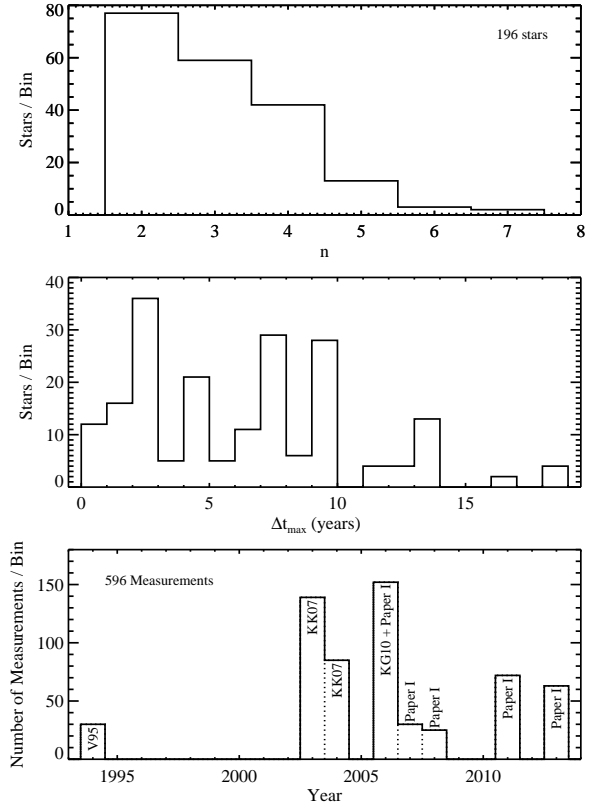 80
60
40
20
0
Stars / Bin
196 stars
1 2 3 4 5 6 7 8
n
40
30
20
10
0
Stars / Bin
0 5 10 15
Δt_max (years)
150
100
50
0
Number of Measurements / Bin
596 Measurements
V95
KK07
KK07
KG10 + Paper I
Paper I
Paper I
Paper I
Paper I
1995 2000 2005 2010
Year